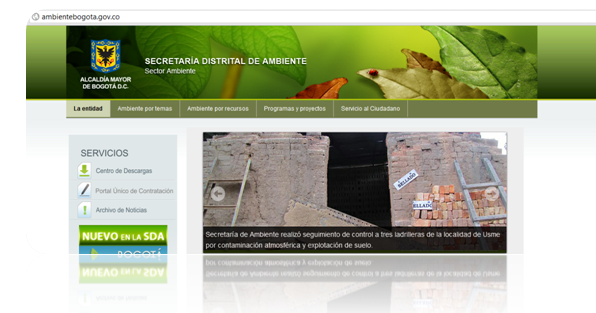 ambientebogota.gov.co
ALCALDÍA MAYOR
DE BOGOTÁ D.C.
SECRETARÍA DISTRITAL DE AMBIENTE
Sector Ambiente
La entidad Ambiente por temas Ambiente por recursos Programas y proyectos Servicio al Ciudadano
SERVICIOS
Centro de Descargas
Portal Único de Contratación
Archivo de Noticias
NUEVO EN LA SDA
BOGOTÁ
SELLADO
SELLADO
Secretaría de Ambiente realizó seguimiento de control a tres ladrilleras de la localidad de Usme
por contaminación atmosférica y explotación de suelo.